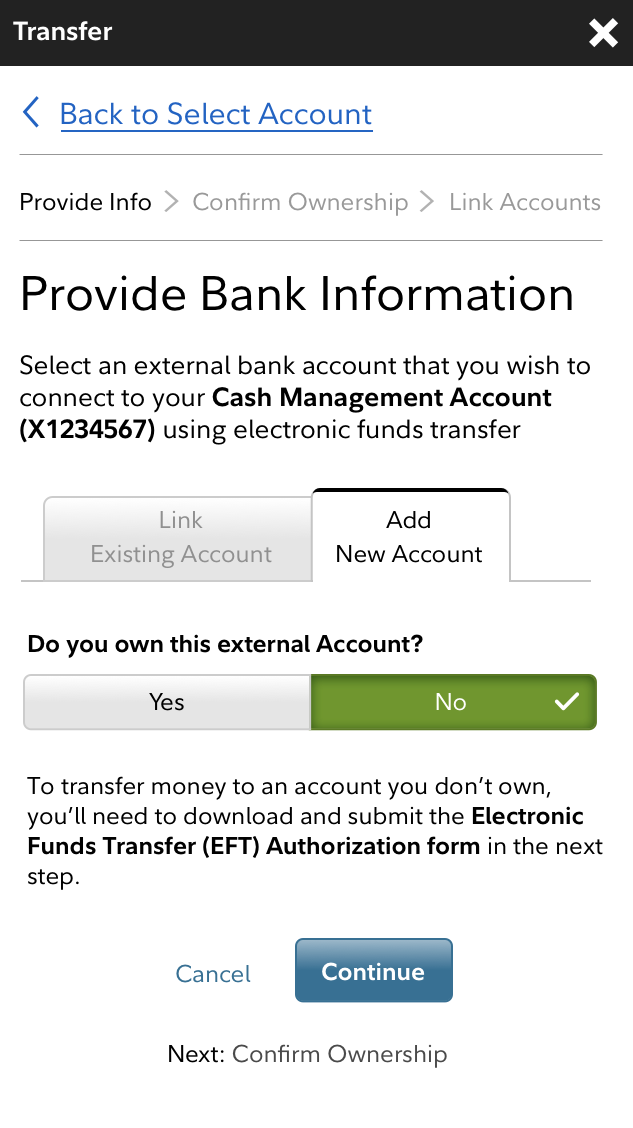 Transfer
Back to Select Account
Provide Info > Confirm Ownership > Link Accounts
Provide Bank Information
Select an external bank account that you wish to
connect to your Cash Management Account
(X1234567) using electronic funds transfer
Link
Existing Account
Add
New Account
Do you own this external Account?
Yes
No
To transfer money to an account you don’t own,
you’ll need to download and submit the Electronic
Funds Transfer (EFT) Authorization form in the next
step.
Cancel
Continue
Next: Confirm Ownership